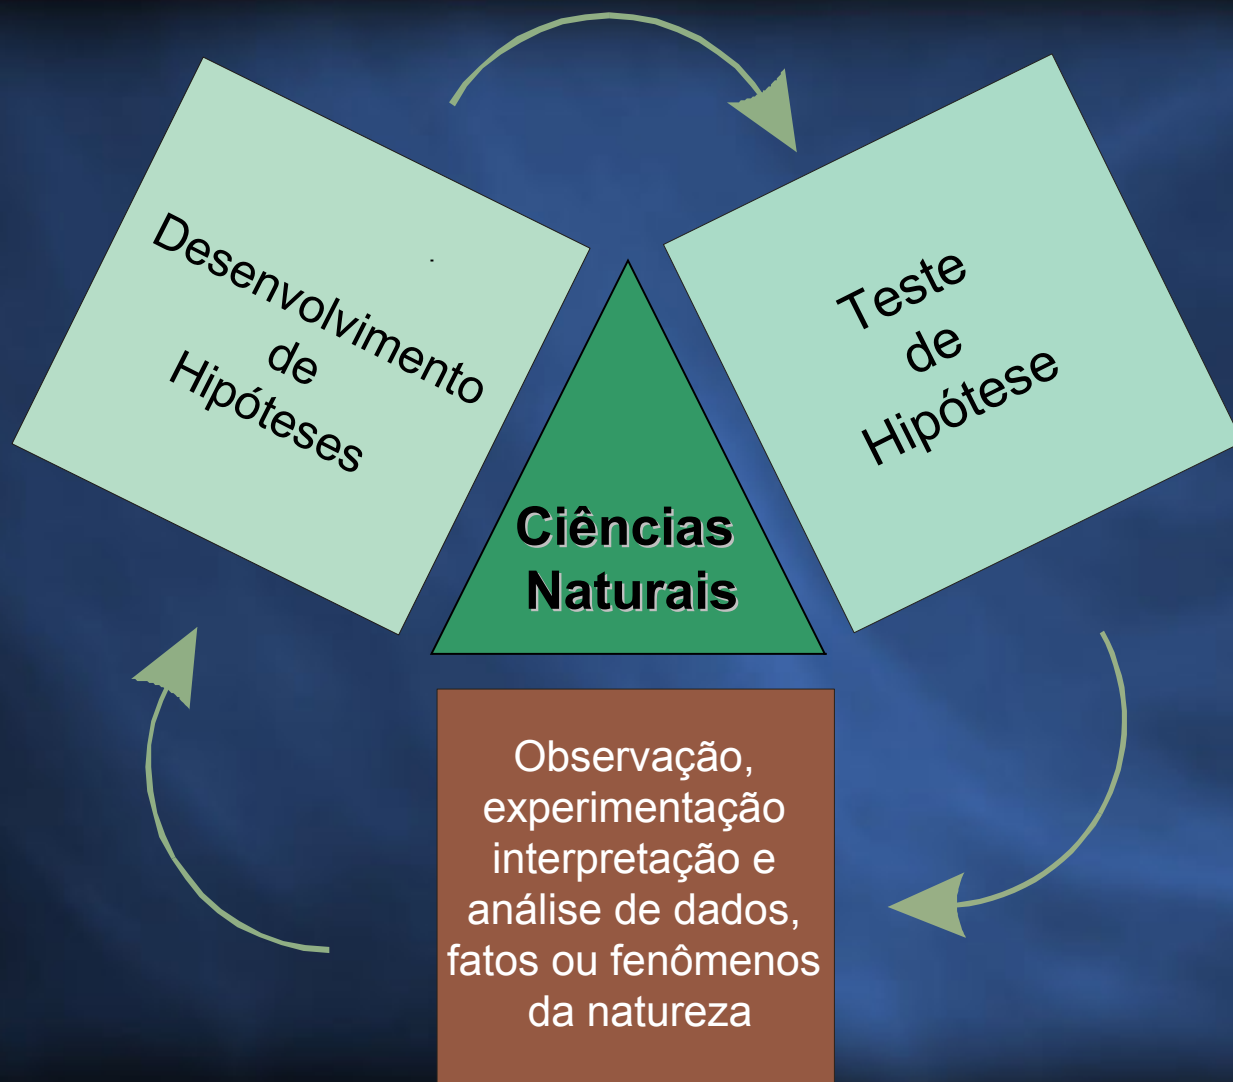 Desenvolvimento
de
Hipóteses
Teste
de
Hipótese
Ciências
Naturais
Observação,
experimentação
interpretação e
análise de dados,
fatos ou fenômenos
da natureza